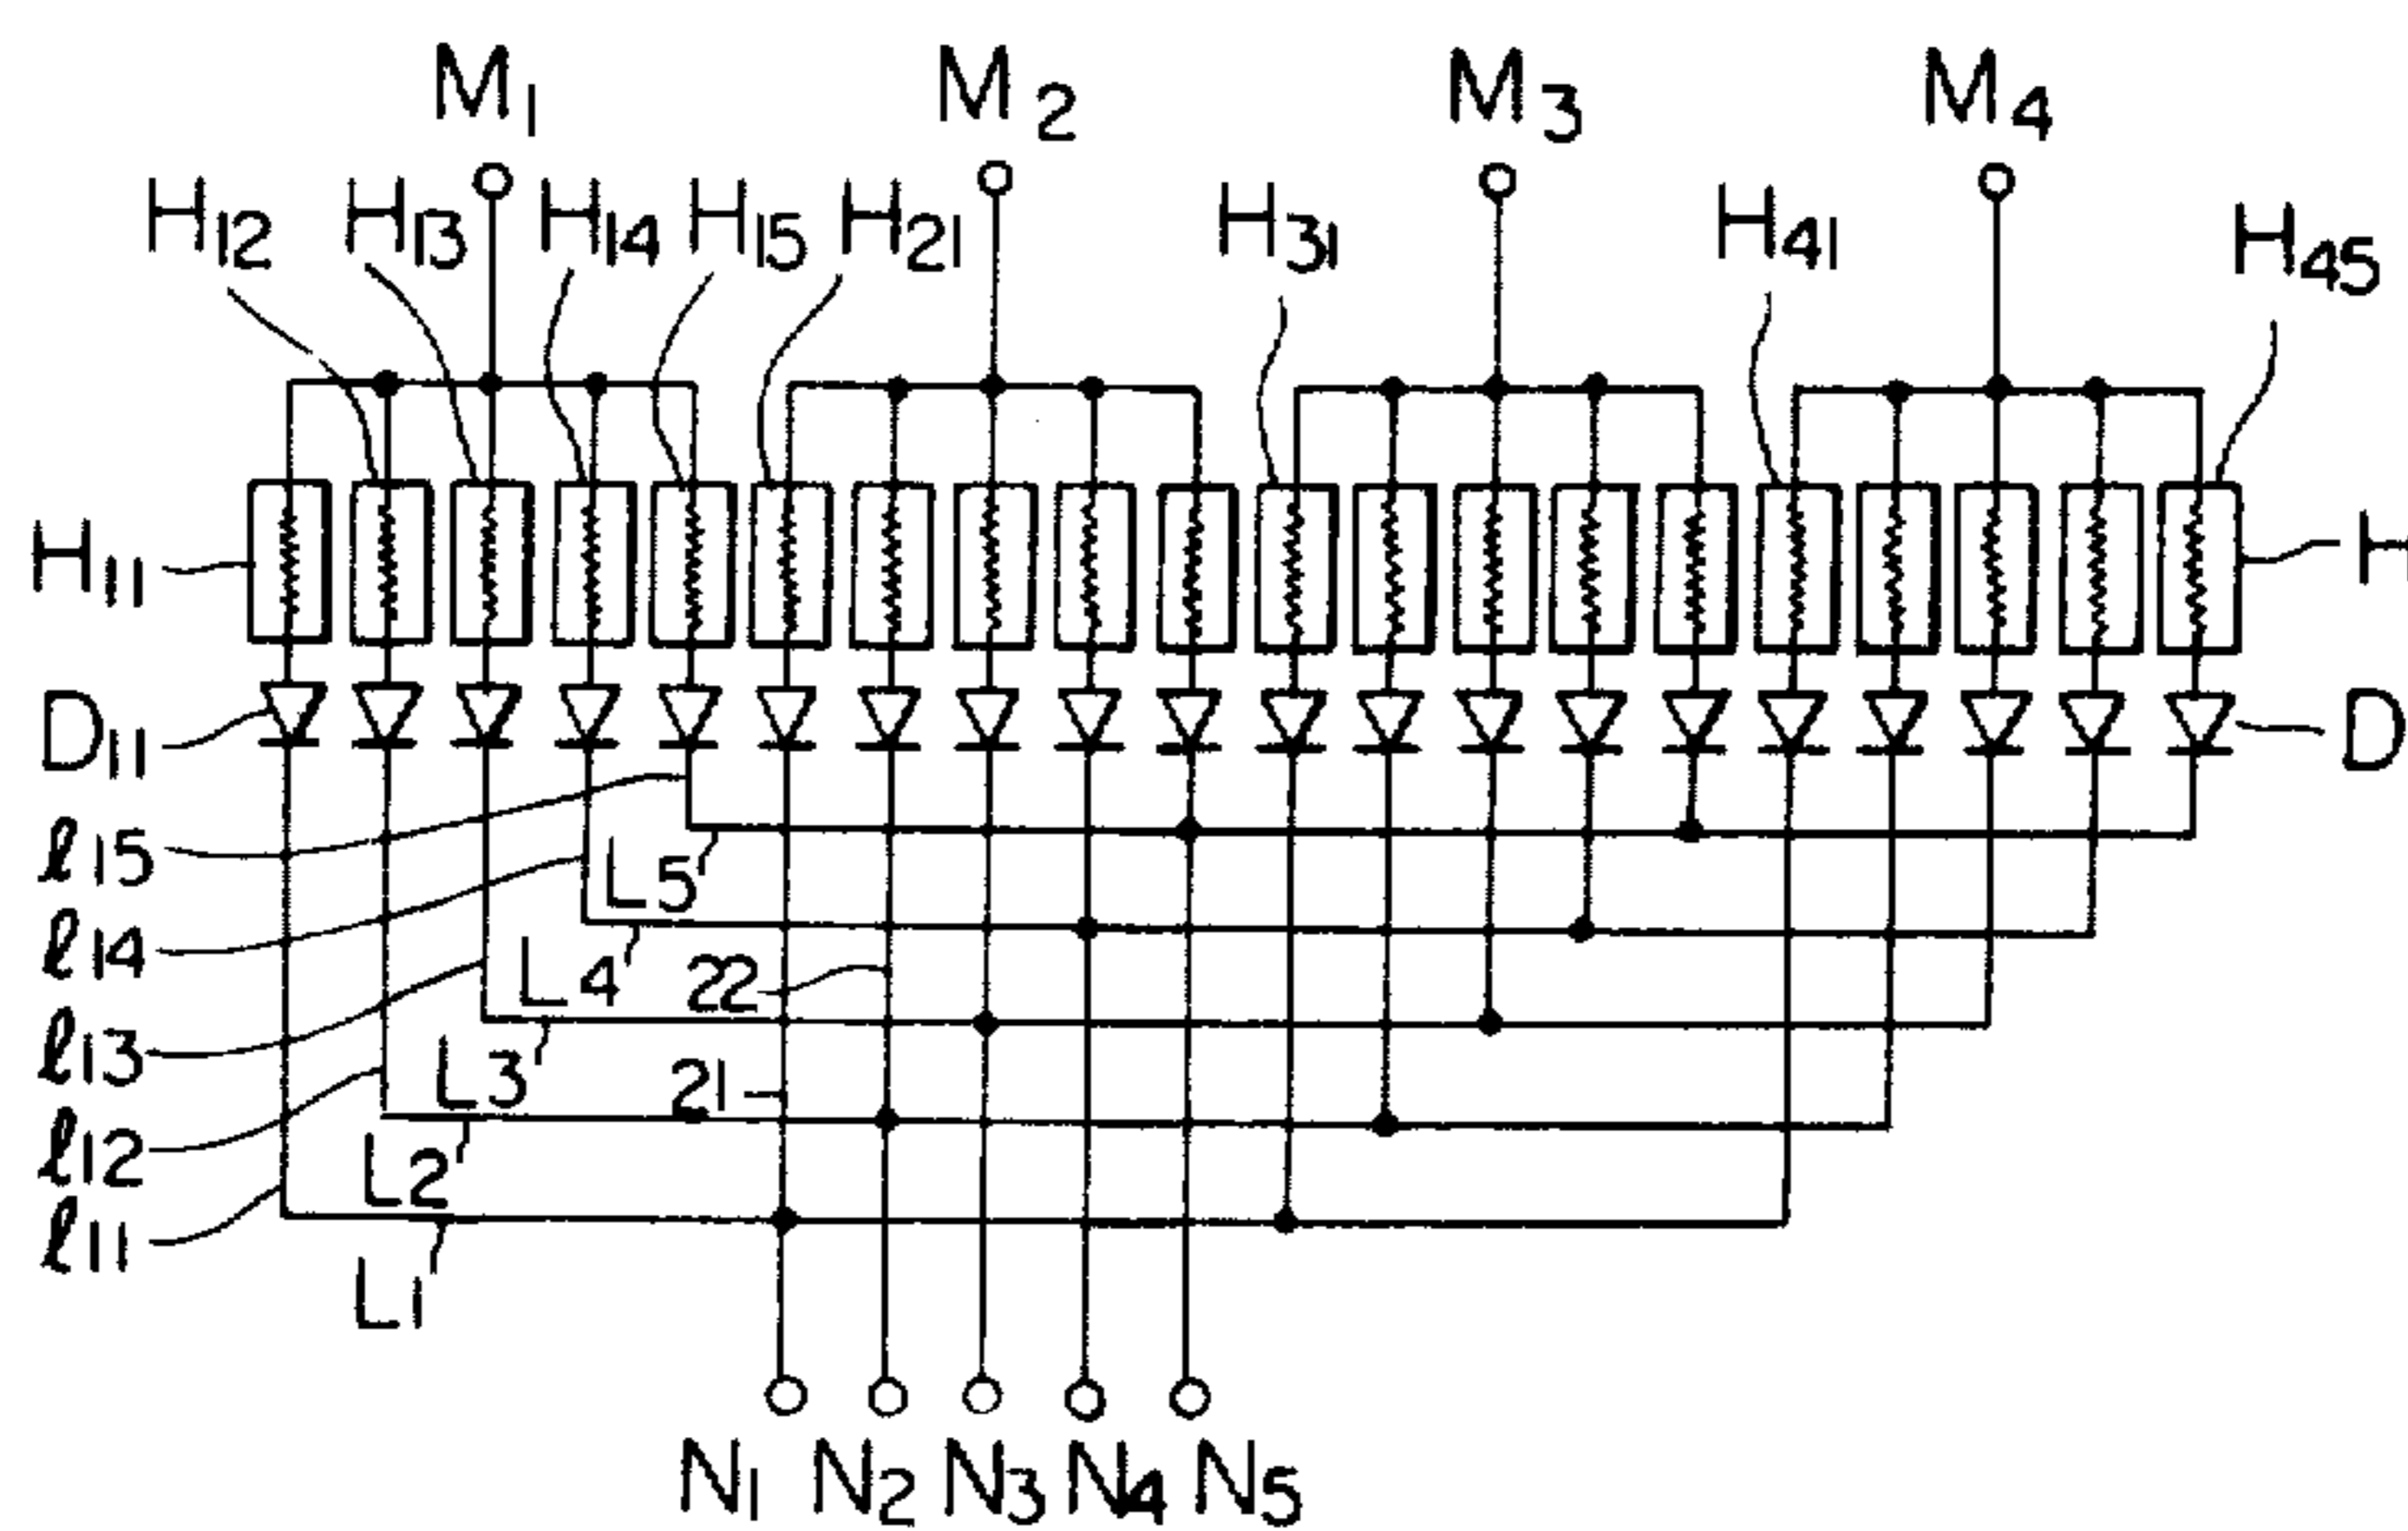 M1 M2 M3 M4
H12 H13 H14 H15 H21 H31 H41 H45
H11 H
D11 D
ℓ15 L5
ℓ14 L4 22
ℓ13 L3 21
ℓ12 L2
ℓ11 L1
N1 N2 N3 N4 N5